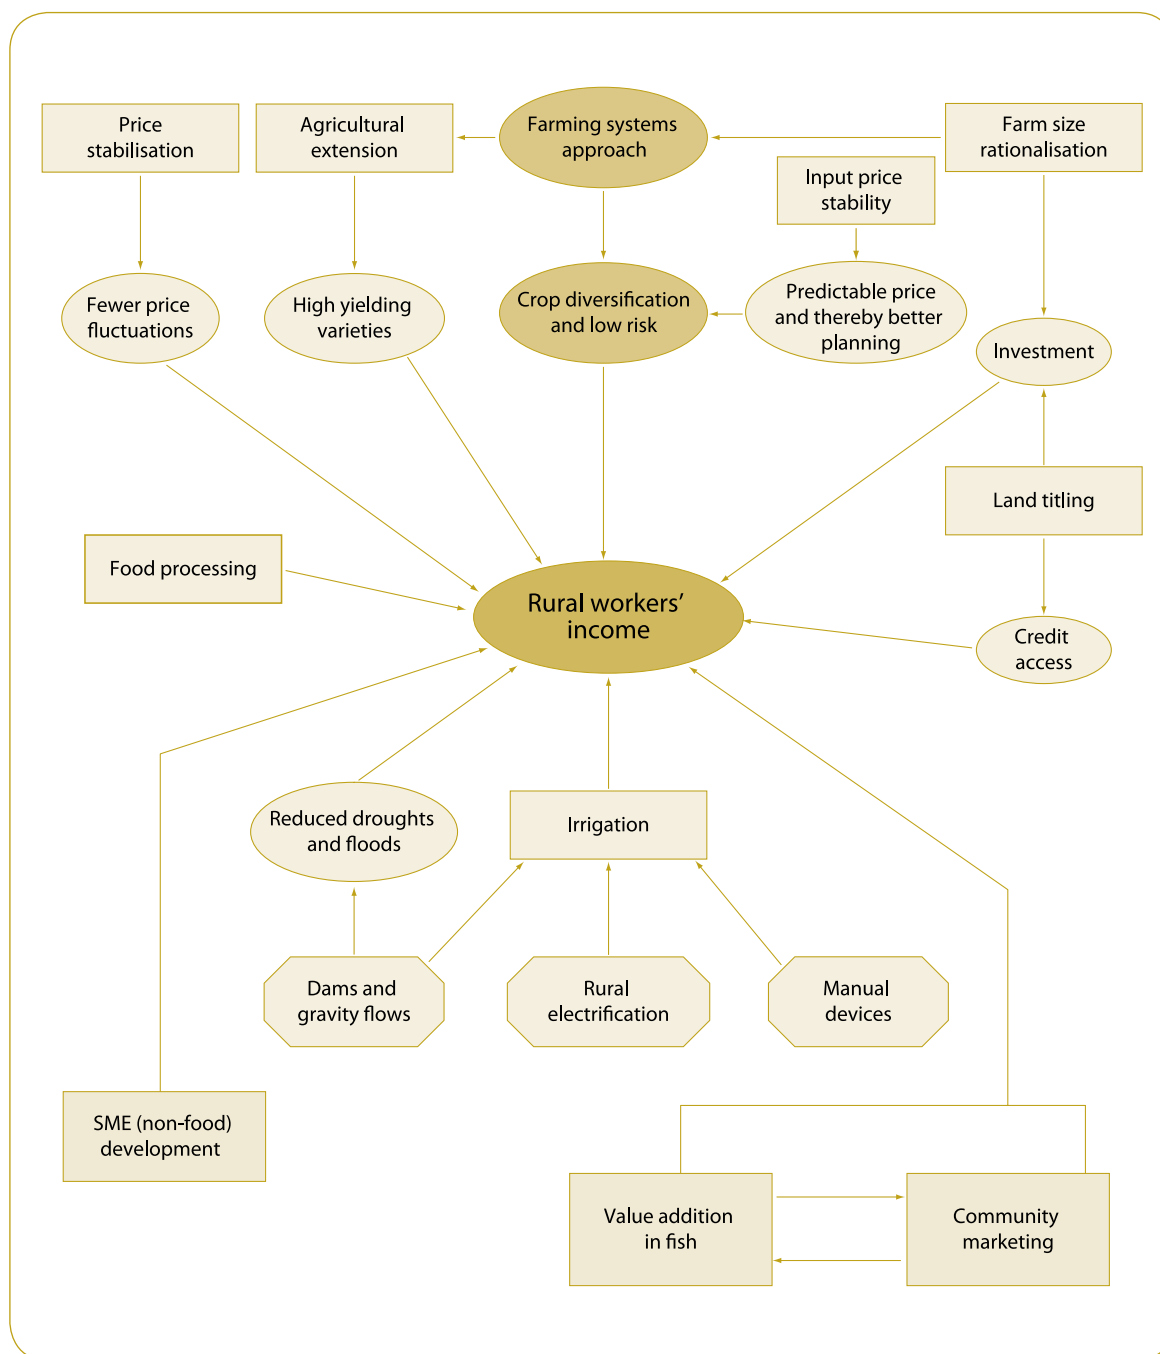 Price
stabilisation
Agricultural
extension
Farming systems
approach
Farm size
rationalisation
Input price
stability
Fewer price
fluctuations
High yielding
varieties
Crop diversification
and low risk
Predictable price
and thereby better
planning
Investment
Land titling
Food processing
Rural workers’
income
Credit
access
Reduced droughts
and floods
Irrigation
Dams and
gravity flows
Rural
electrification
Manual
devices
SME (non-food)
development
Value addition
in fish
Community
marketing